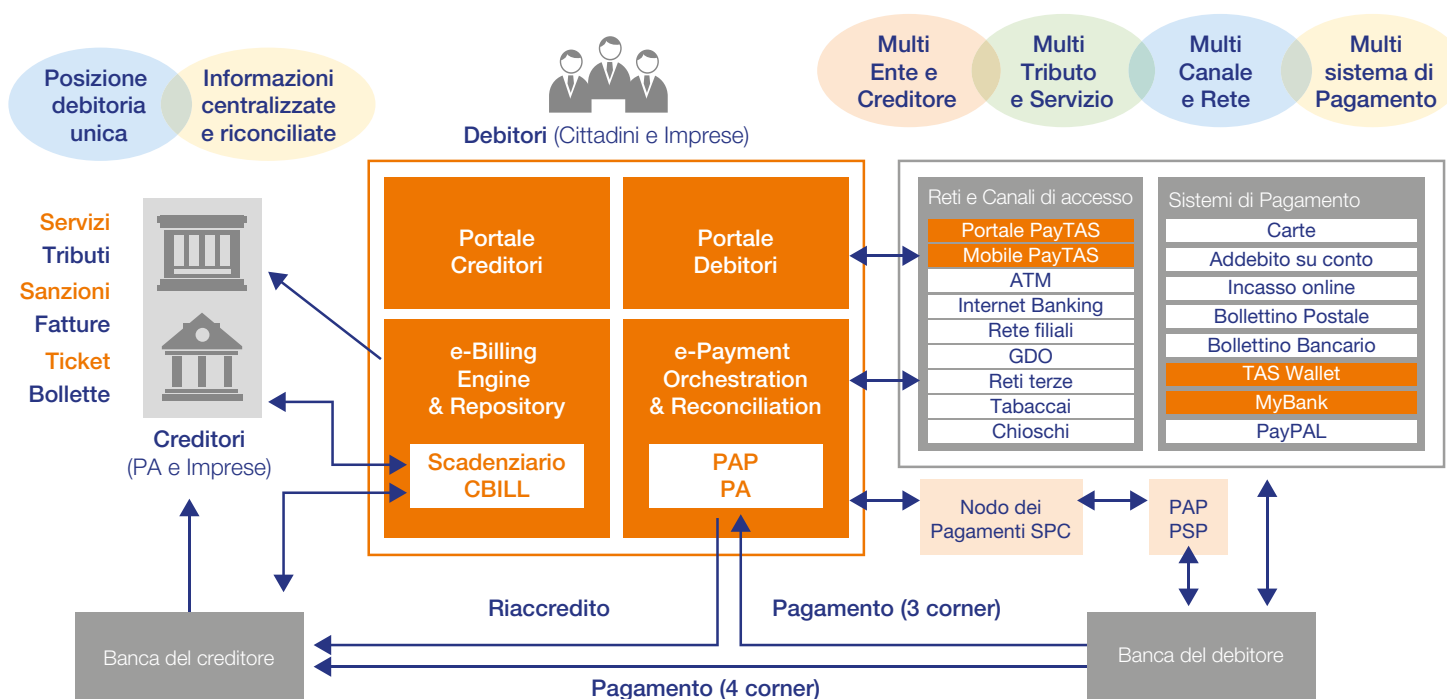 Posizione
debitoria
unica
Informazioni
centralizzate
e riconciliate
Debitori (Cittadini e Imprese)
Multi
Ente e
Creditore
Multi
Tributo
e Servizio
Multi
Canale
e Rete
Multi
sistema di
Pagamento
Servizi
Tributi
Sanzioni
Fatture
Ticket
Bollette
Creditori
(PA e Imprese)
Portale
Creditori
Portale
Debitori
e-Billing
Engine
& Repository
Scadenziario
CBILL
e-Payment
Orchestration
& Reconciliation
PAP
PA
Reti e Canali di accesso
Portale PayTAS
Mobile PayTAS
ATM
Internet Banking
Rete filiali
GDO
Reti terze
Tabaccai
Chioschi
Sistemi di Pagamento
Carte
Addebito su conto
Incasso online
Bollettino Postale
Bollettino Bancario
TAS Wallet
MyBank
PayPAL
Nodo dei
Pagamenti SPC
PAP
PSP
Riaccredito
Pagamento (3 corner)
Banca del creditore
Banca del debitore
Pagamento (4 corner)